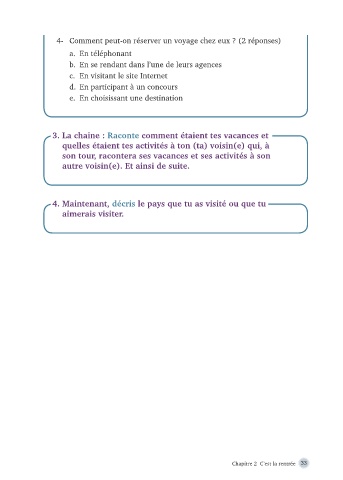 4- Comment peut-on réserver un voyage chez eux ? (2 réponses)
a. En téléphonant
b. En se rendant dans l'une de leurs agences
c. En visitant le site Internet
d. En participant à un concours
e. En choisissant une destination
3. La chaine : Raconte comment étaient tes vacances et
quelles étaient tes activités à ton (ta) voisin(e) qui, à
son tour, racontera ses vacances et ses activités à son
autre voisin(e). Et ainsi de suite.
4. Maintenant, décris le pays que tu as visité ou que tu
aimerais visiter.
Chapitre 2 C'en la rentrée 33